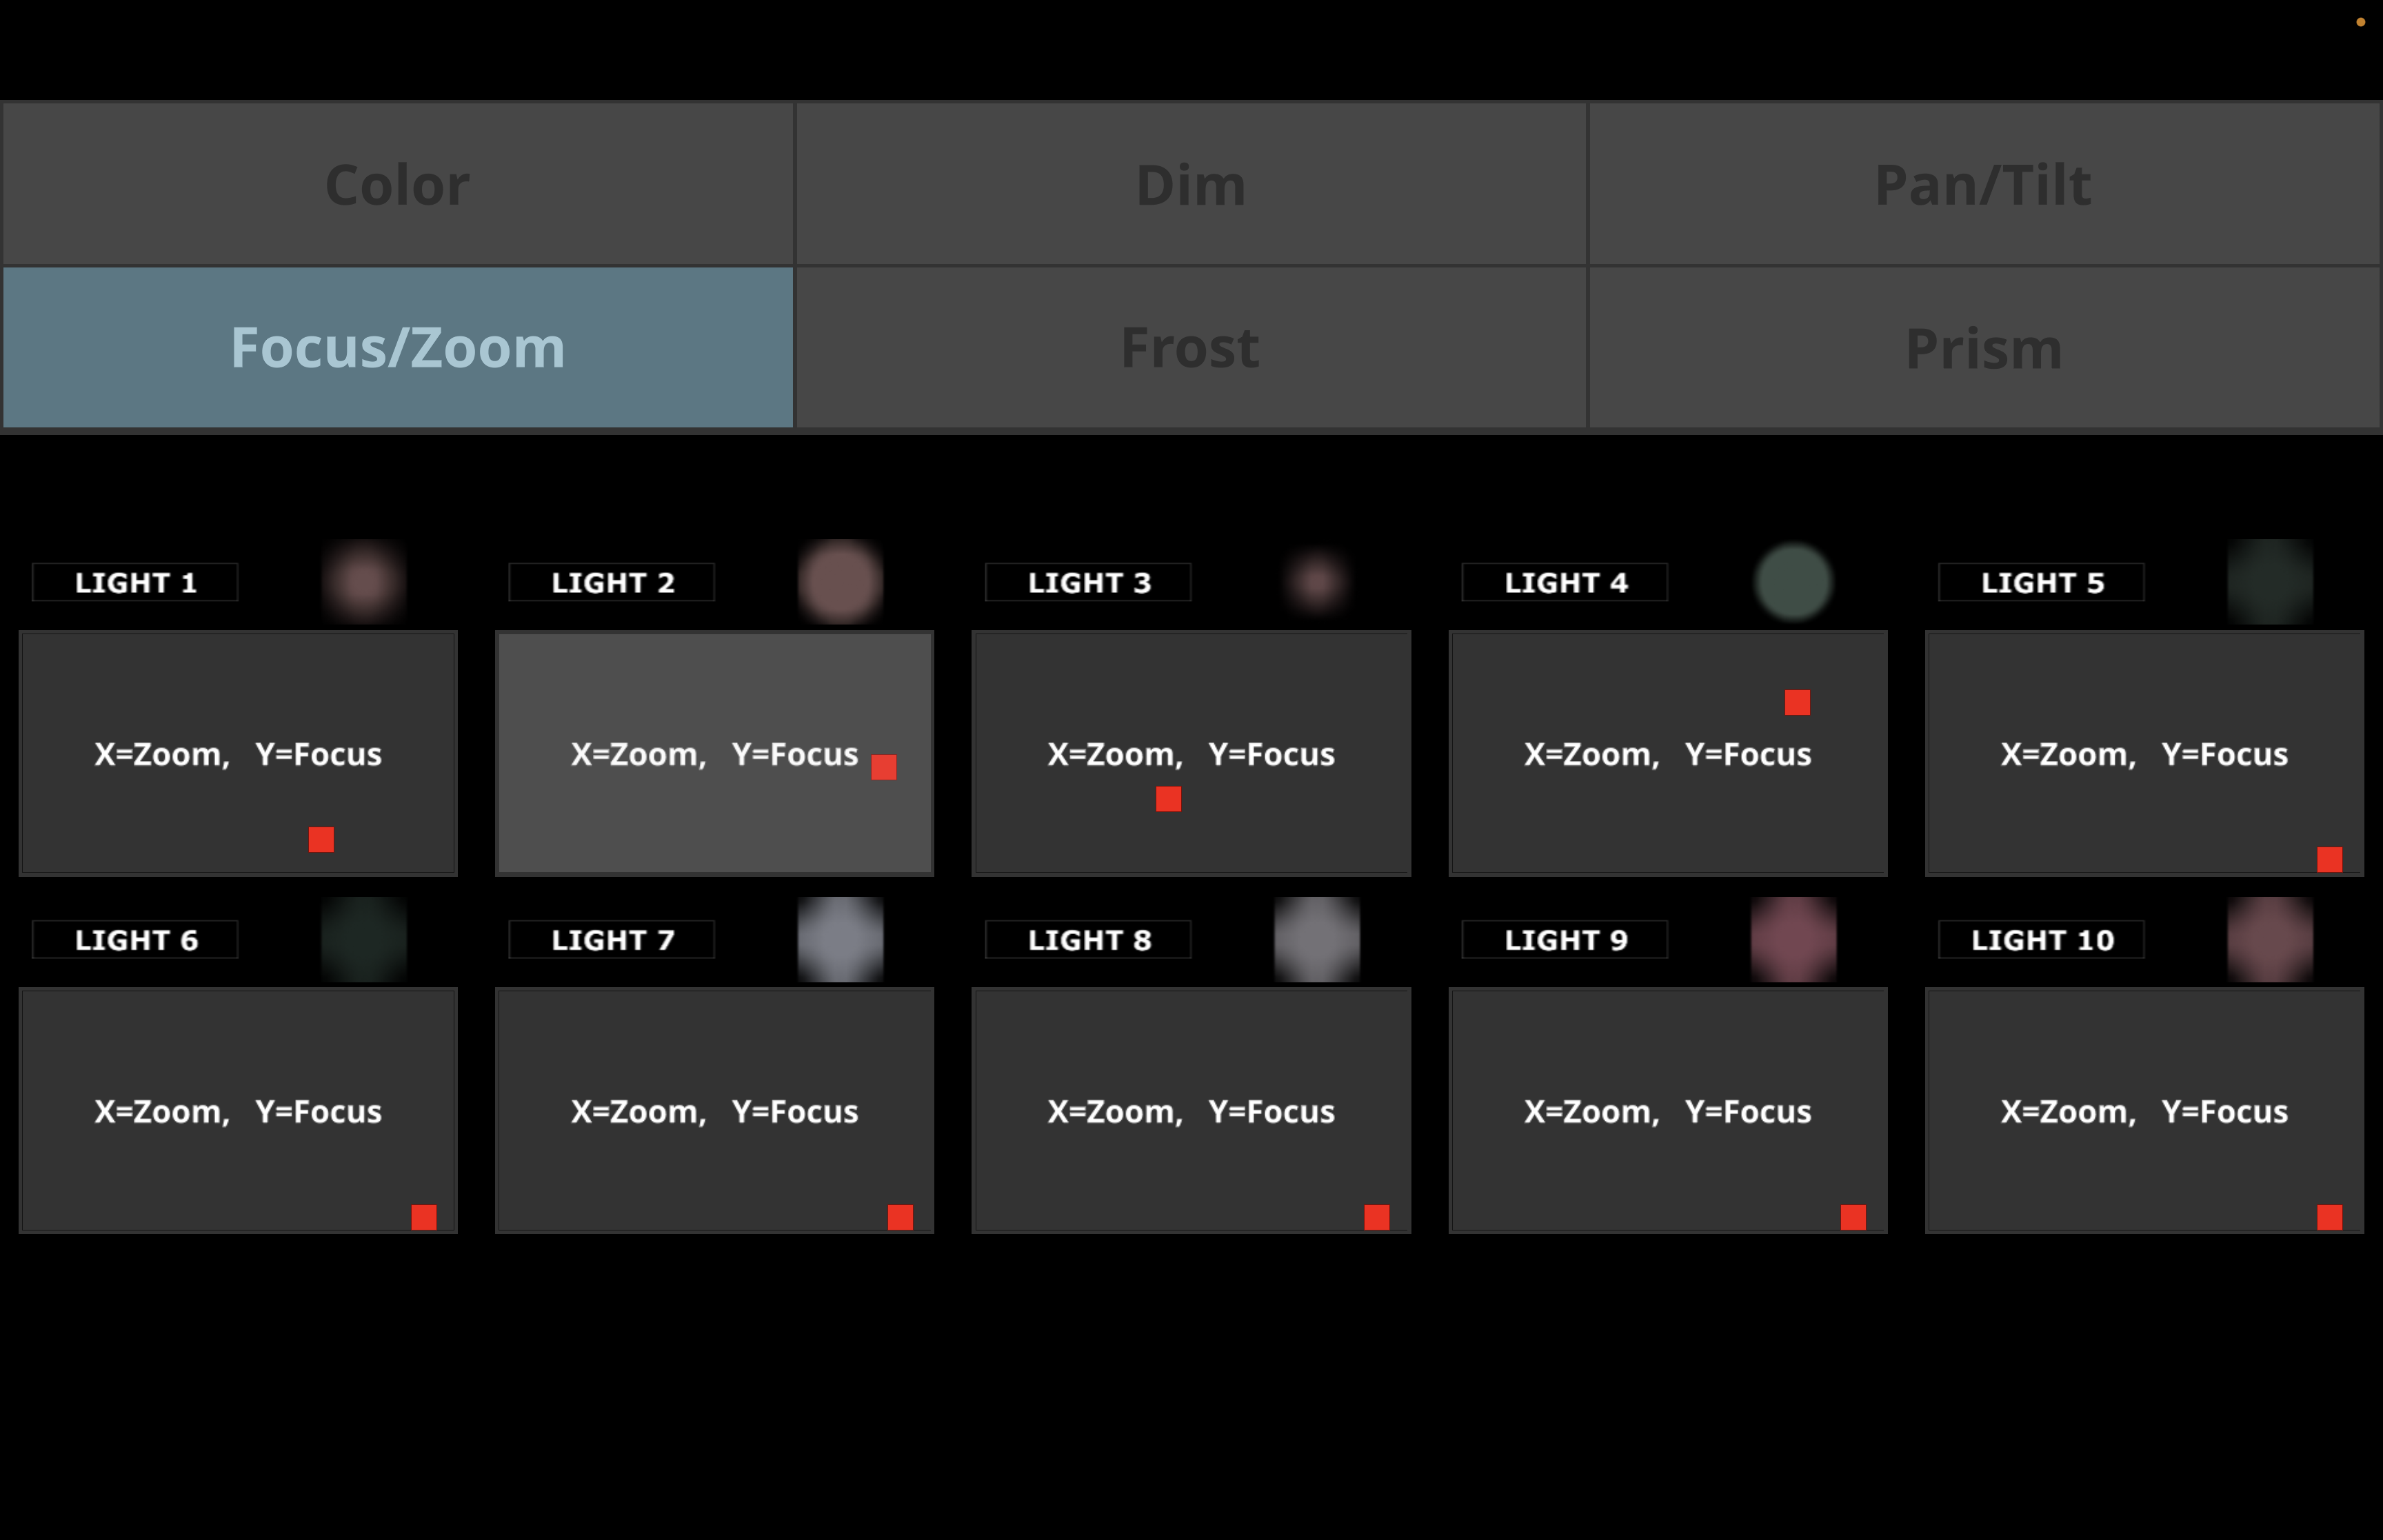 Color Dim Pan/Tilt
Focus/Zoom Frost Prism
LIGHT 1 LIGHT 2 LIGHT 3 LIGHT 4 LIGHT 5
X=Zoom, Y=Focus X=Zoom, Y=Focus X=Zoom, Y=Focus X=Zoom, Y=Focus X=Zoom, Y=Focus
LIGHT 6 LIGHT 7 LIGHT 8 LIGHT 9 LIGHT 10
X=Zoom, Y=Focus X=Zoom, Y=Focus X=Zoom, Y=Focus X=Zoom, Y=Focus X=Zoom, Y=Focus